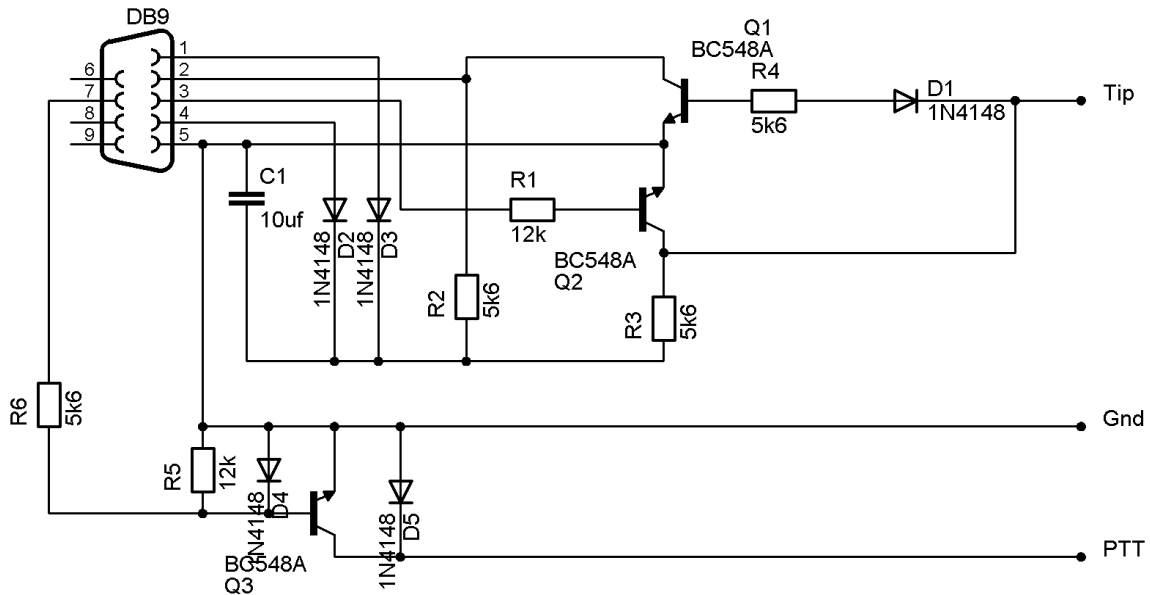 DB9
Q1
BC548A
R4
5k6
D1
1N4148
Tip
1
2
3
4
5
6
7
8
9
C1
10uf
1N4148
D2
1N4148
D3
R1
12k
BC548A
Q2
R2
5k6
R3
5k6
R6
5k6
Gnd
R5
12k
1N4148
D4
1N4148
D5
BC548A
Q3
PTT